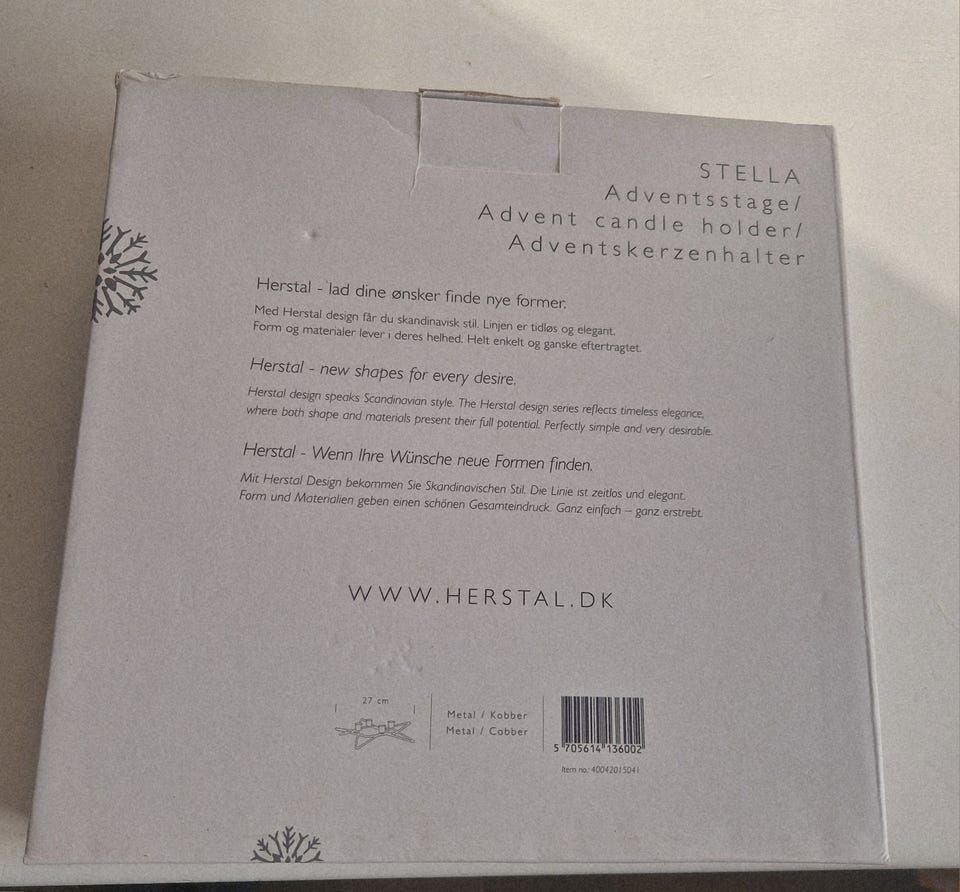 STELLA
Adventsstage/
Advent candle holder/
Adventskerzenhalter
Herstal - lad dine ønsker finde nye former.
Med Herstal design får du skandinavisk stil. Linjen er tidløs og elegant.
Form og materialer lever i deres helhed. Helt enkelt og ganske eftertragtet.
Herstal - new shapes for every desire.
Herstal design speaks Scandinavian style. The Herstal design series reflects timeless elegance,
where both shape and materials present their full potential. Perfectly simple and very desirable.
Herstal - Wenn Ihre Wünsche neue Formen finden.
Mit Herstal Design bekommen Sie Skandinavischen Stil. Die Linie ist zeitlos und elegant.
Form und Materialien geben einen schönen Gesamteindruck. Ganz einfach – ganz erstrebt.
WWW.HERSTAL.DK
27 cm
Metal / Kobber
Metal / Cobber
5 705614 136002
Item no.: 40042015041